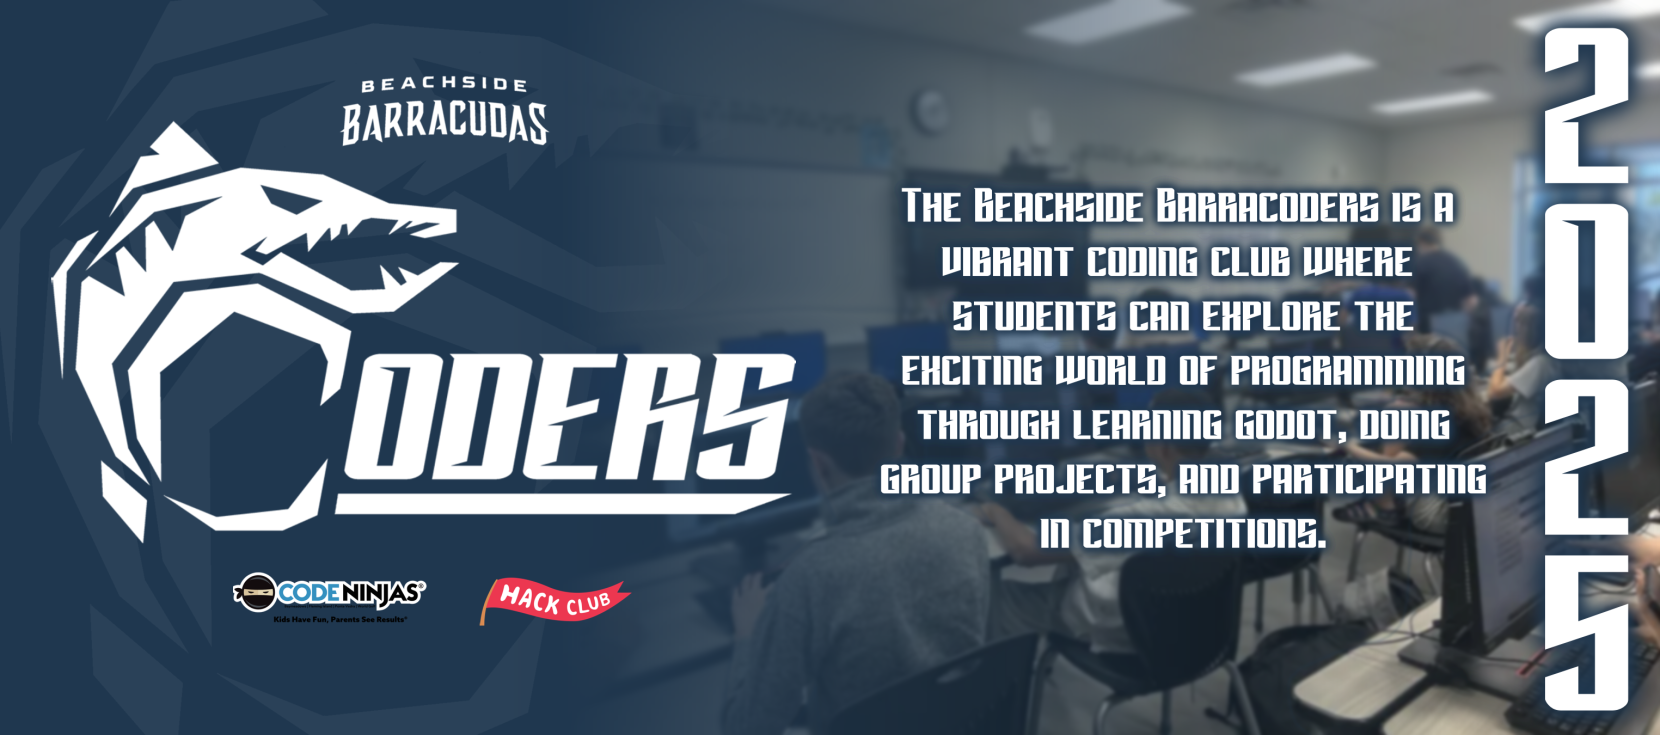 BEACHSIDE
BARRACUDAS
CODERS
CODE NINJAS®
Kids Have Fun, Parents See Results®
HACK CLUB
The Beachside Barracoders is a
vibrant coding club where
students can explore the
exciting world of programming
through learning Godot, doing
group projects, and participating
in competitions.
2025